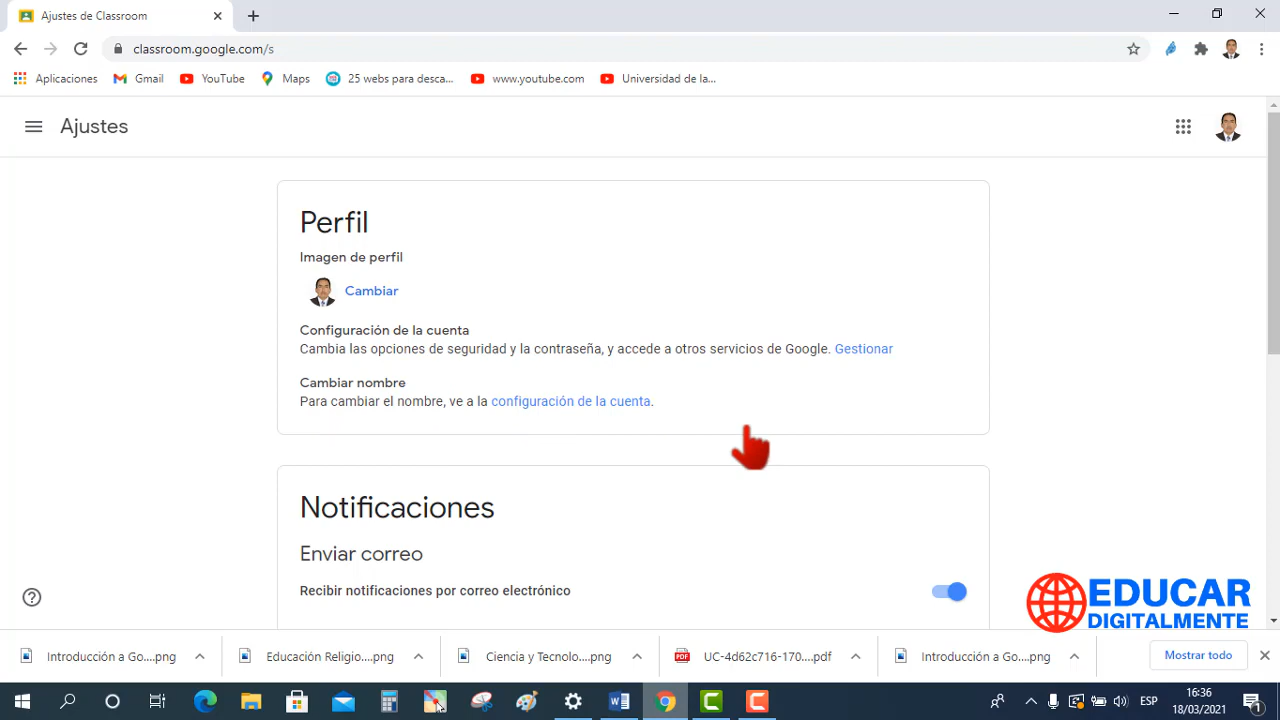 Ajustes de Classroom
classroom.google.com/s
Aplicaciones
Gmail
YouTube
Maps
25 webs para desca...
www.youtube.com
Universidad de la...
Ajustes
Perfil
Imagen de perfil
Cambiar
Configuración de la cuenta
Cambia las opciones de seguridad y la contraseña, y accede a otros servicios de Google. Gestionar
Cambiar nombre
Para cambiar el nombre, ve a la configuración de la cuenta.
Notificaciones
Enviar correo
Recibir notificaciones por correo electrónico
EDUCAR
DIGITALMENTE
Introducción a Go....png
Educación Religio....png
Ciencia y Tecnolo....png
UC-4d62c716-170....pdf
Introducción a Go....png
Mostrar todo
ESP
16:36
18/03/2021
1